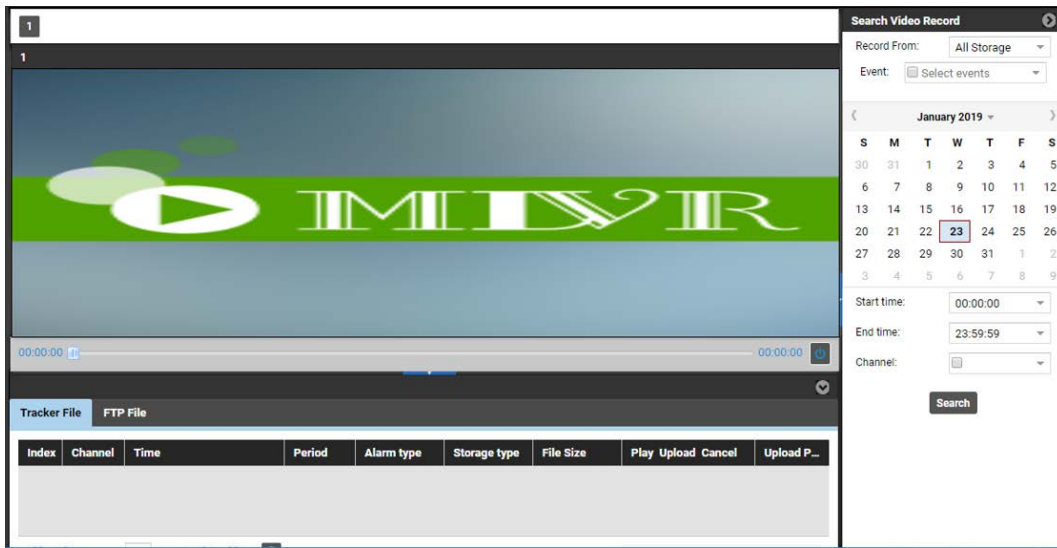 1
1
MIVR
00:00:00
00:00:00
Tracker File FTP File
Index Channel Time Period Alarm type Storage type File Size Play Upload Cancel Upload P...
Search Video Record
Record From: All Storage
Event: Select events
January 2019
S M T W T F S
30 31 1 2 3 4 5
6 7 8 9 10 11 12
13 14 15 16 17 18 19
20 21 22 23 24 25 26
27 28 29 30 31 1 2
3 4 5 6 7 8 9
Start time: 00:00:00
End time: 23:59:59
Channel:
Search